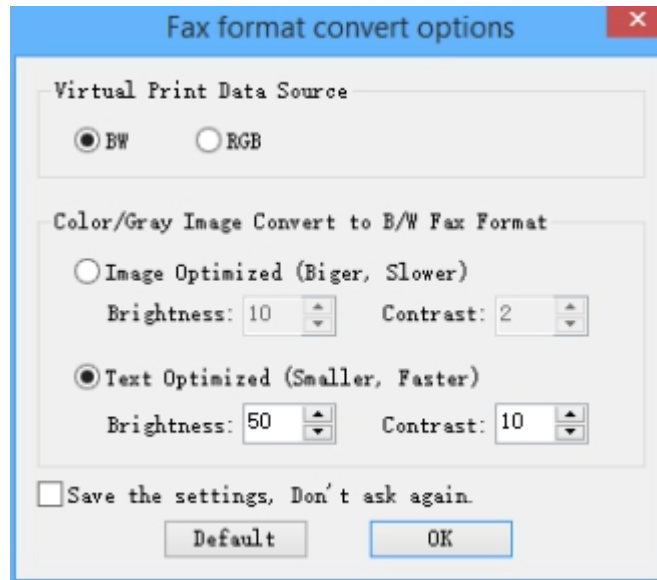 Fax format convert options
Virtual Print Data Source
BW RGB
Color/Gray Image Convert to B/W Fax Format
Image Optimized (Biger, Slower)
Brightness: 10 Contrast: 2
Text Optimized (Smaller, Faster)
Brightness: 50 Contrast: 10
Save the settings, Don't ask again.
Default OK